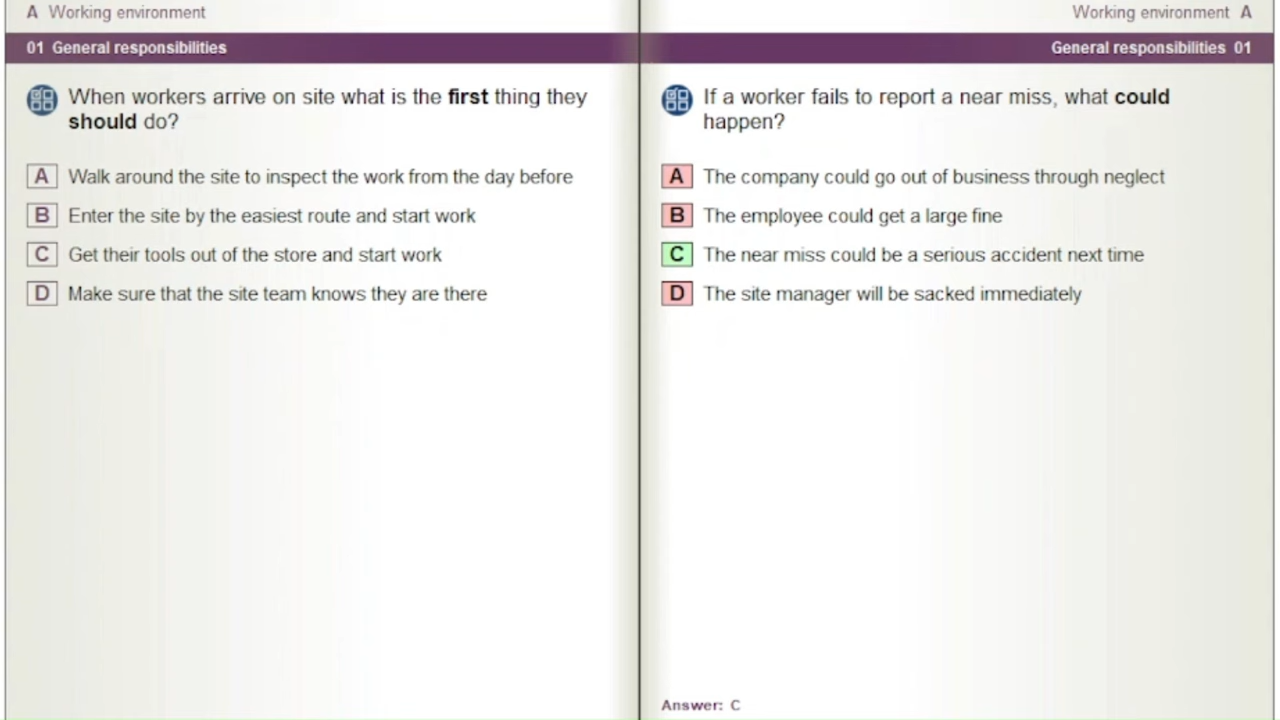 A Working environment
01 General responsibilities
When workers arrive on site what is the first thing they
should do?
A Walk around the site to inspect the work from the day before
B Enter the site by the easiest route and start work
C Get their tools out of the store and start work
D Make sure that the site team knows they are there
Working environment A
General responsibilities 01
If a worker fails to report a near miss, what could
happen?
A The company could go out of business through neglect
B The employee could get a large fine
C The near miss could be a serious accident next time
D The site manager will be sacked immediately
Answer: C